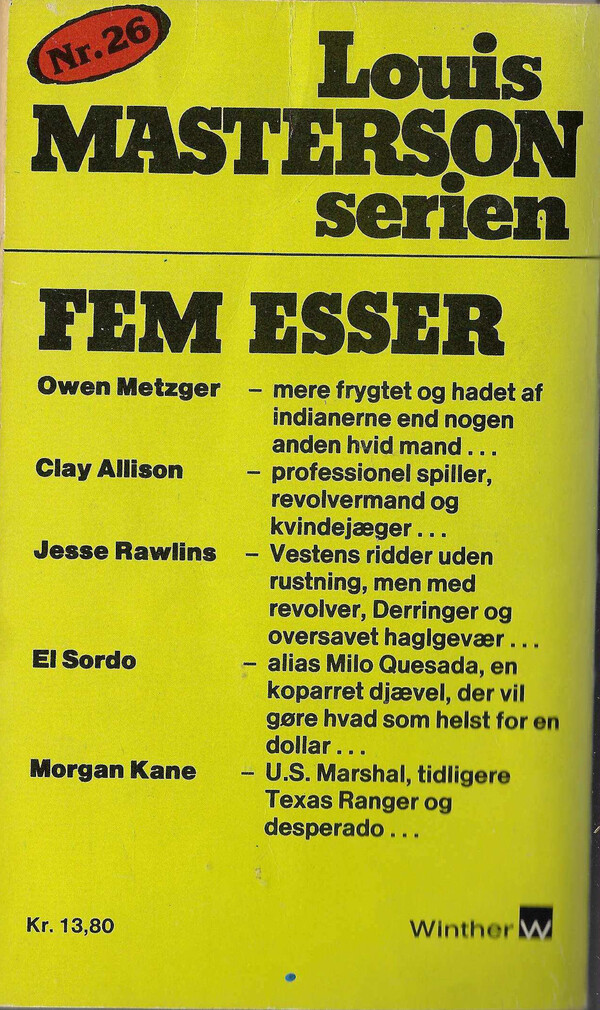 Nr. 26
Louis
MASTERSON
serien
FEM ESSER
Owen Metzger – mere frygtet og hadet af
indianerne end nogen
anden hvid mand...
Clay Allison – professionel spiller,
revolvermand og
kvindejæger...
Jesse Rawlins – Vestens ridder uden
rustning, men med
revolver, Derringer og
oversavet haglgevær...
El Sordo – alias Milo Quesada, en
koparret djævel, der vil
gøre hvad som helst for en
dollar...
Morgan Kane – U.S. Marshal, tidligere
Texas Ranger og
desperado...
Kr. 13,80
Winther W